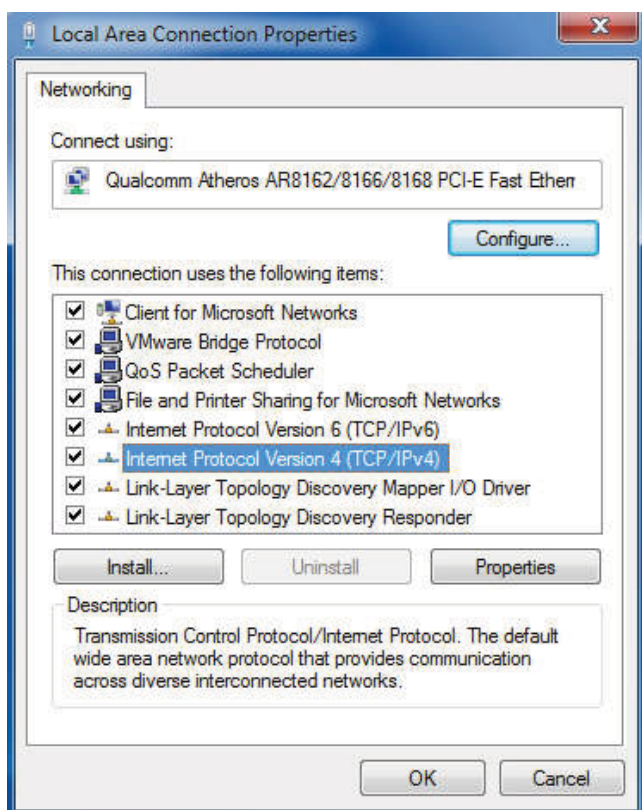 Local Area Connection Properties
Networking
Connect using:
Qualcomm Atheros AR8162/8166/8168 PCI-E Fast Ethern
Configure...
This connection uses the following items:
Client for Microsoft Networks
VMware Bridge Protocol
QoS Packet Scheduler
File and Printer Sharing for Microsoft Networks
Internet Protocol Version 6 (TCP/IPv6)
Internet Protocol Version 4 (TCP/IPv4)
Link-Layer Topology Discovery Mapper I/O Driver
Link-Layer Topology Discovery Responder
Install... Uninstall Properties
Description
Transmission Control Protocol/Internet Protocol. The default
wide area network protocol that provides communication
across diverse interconnected networks.
OK Cancel